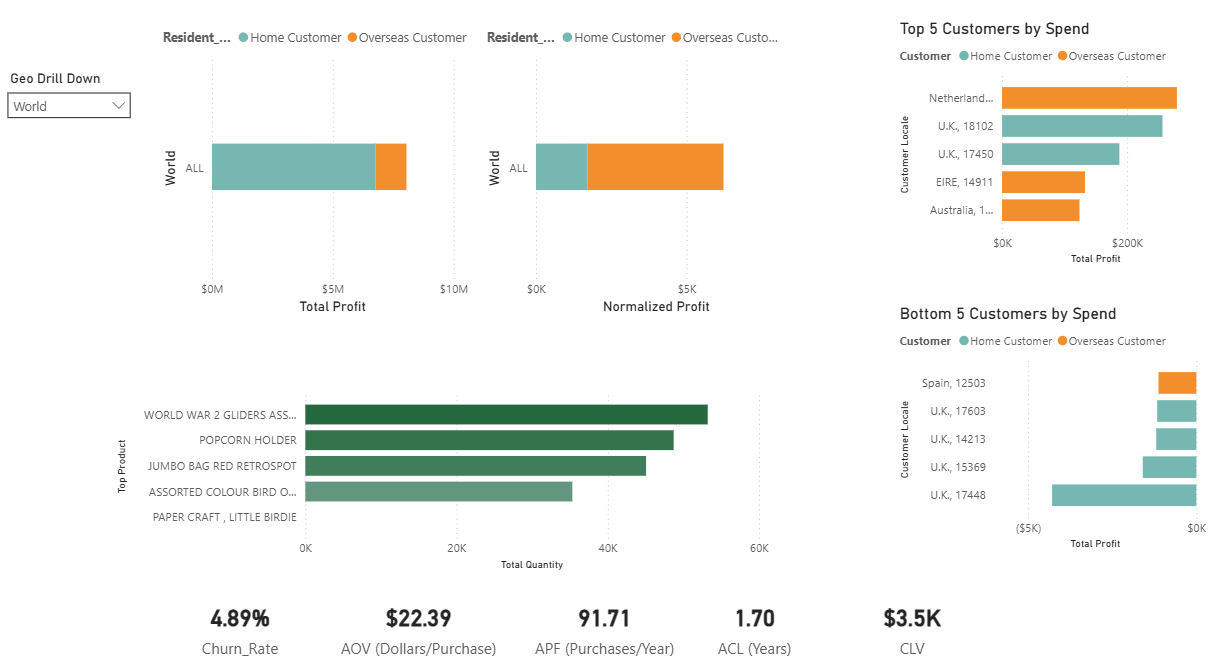 Geo Drill Down
World
Resident_... Home Customer Overseas Customer
World
ALL
$0M $5M $10M
Total Profit
Resident_... Home Customer Overseas Custo...
World
ALL
$0K $5K
Normalized Profit
Top 5 Customers by Spend
Customer Home Customer Overseas Customer
Customer Locale
Netherland...
U.K., 18102
U.K., 17450
EIRE, 14911
Australia, 1...
$0K $200K
Total Profit
Bottom 5 Customers by Spend
Customer Home Customer Overseas Customer
Customer Locale
Spain, 12503
U.K., 17603
U.K., 14213
U.K., 15369
U.K., 17448
($5K) $0K
Total Profit
Top Product
WORLD WAR 2 GLIDERS ASS...
POPCORN HOLDER
JUMBO BAG RED RETROSPOT
ASSORTED COLOUR BIRD O...
PAPER CRAFT , LITTLE BIRDIE
0K 20K 40K 60K
Total Quantity
4.89% $22.39 91.71 1.70 $3.5K
Churn_Rate AOV (Dollars/Purchase) APF (Purchases/Year) ACL (Years) CLV